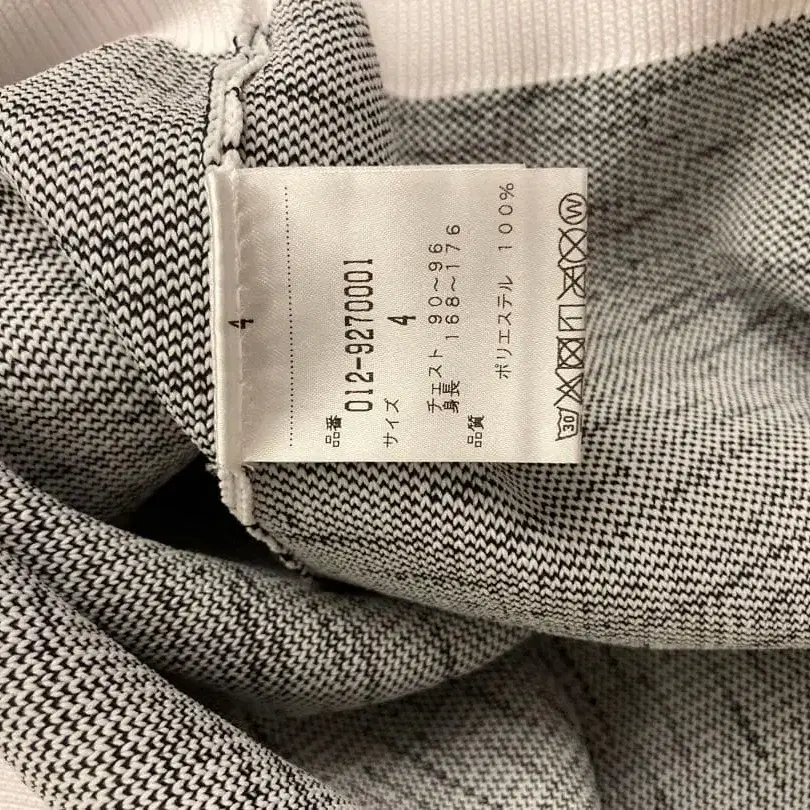 4
品番
012-9270001
サイズ
4
チェスト 90～96
身長 168～176
品質
ポリエステル 100%
30
W